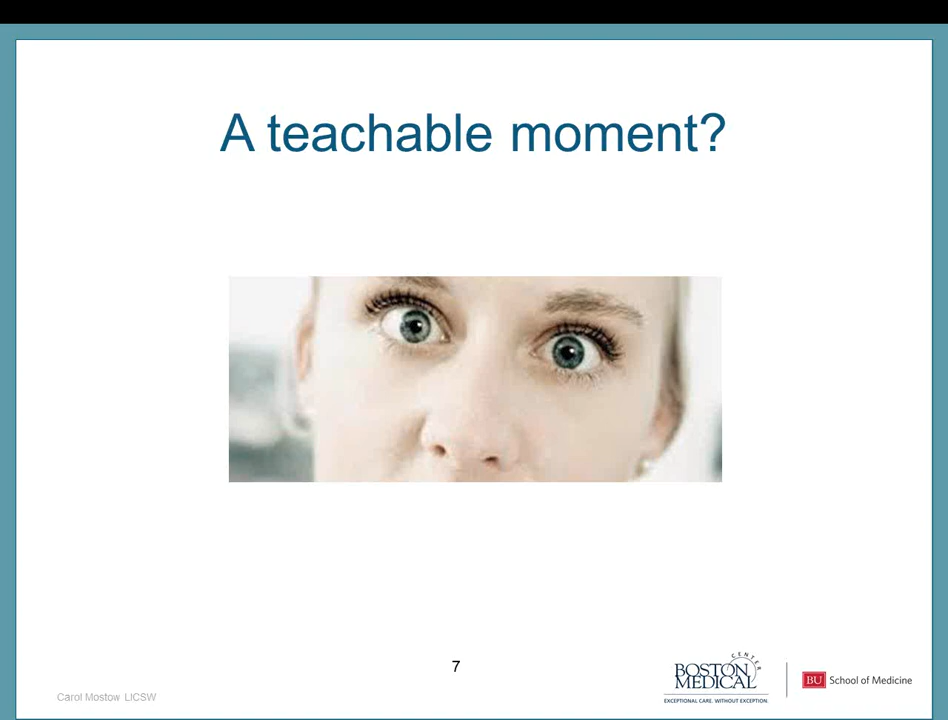 A teachable moment?
7
Carol Mostow LICSW
BOSTON
MEDICAL
CENTER
EXCEPTIONAL CARE. WITHOUT EXCEPTION
BU School of Medicine